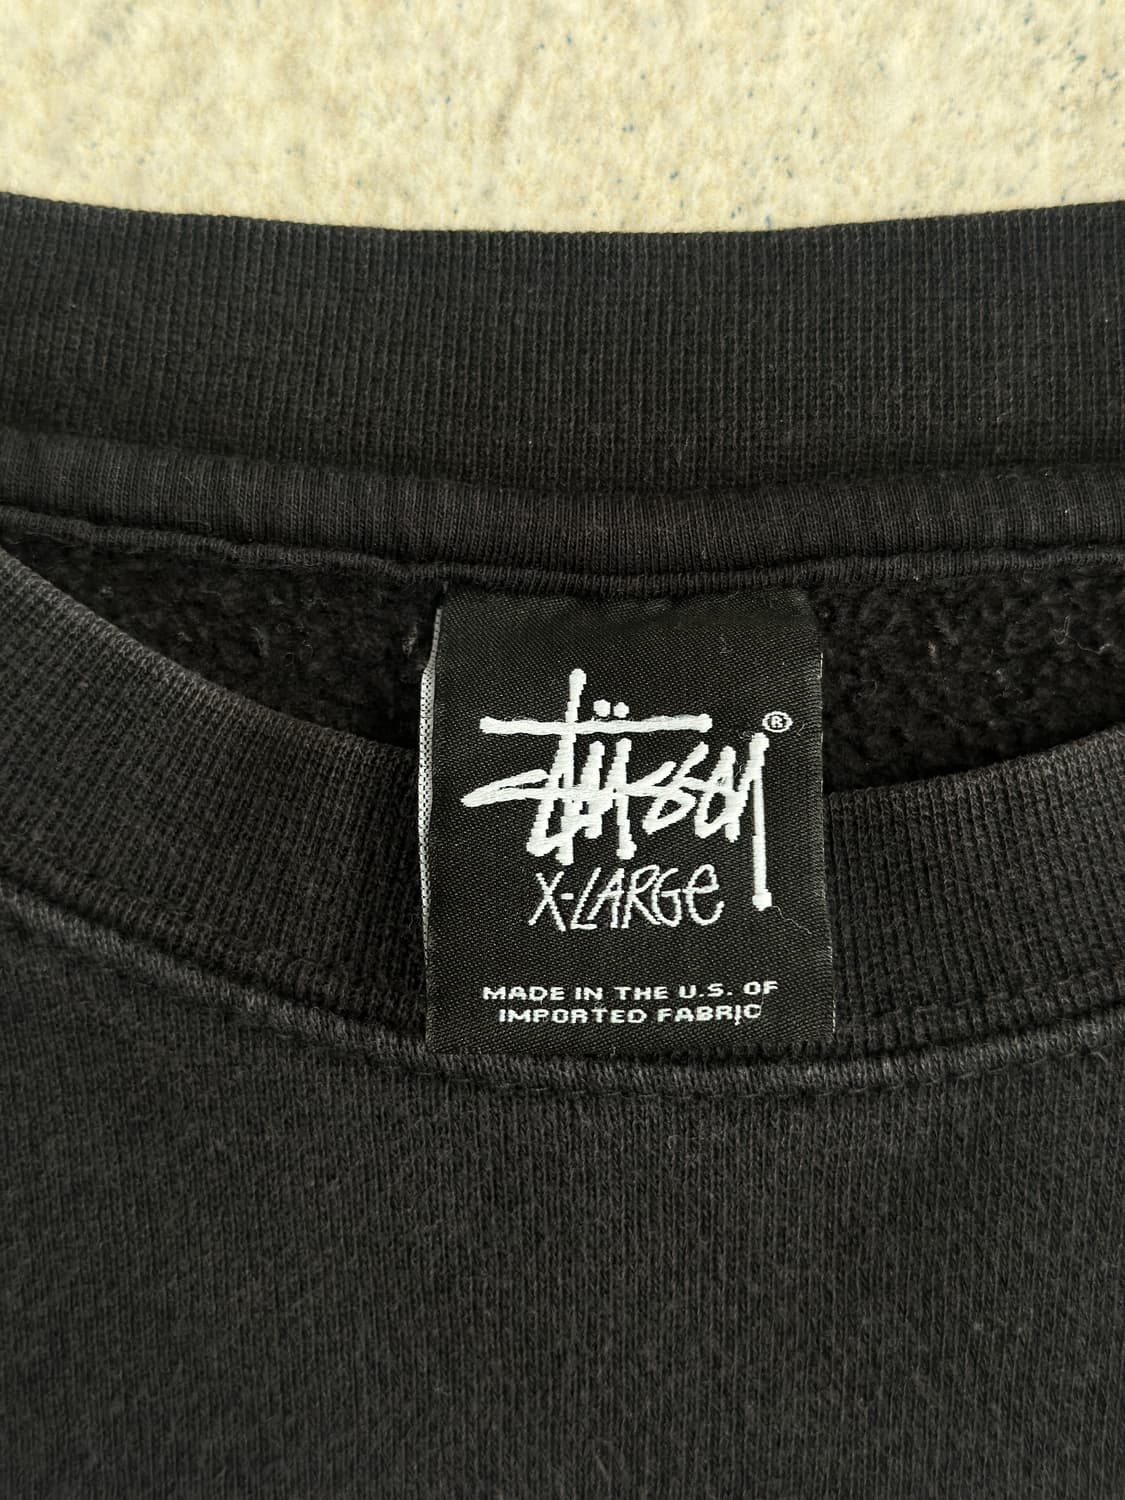 Stüssy®
X-LARGE
MADE IN THE U.S. OF
IMPORTED FABRIC